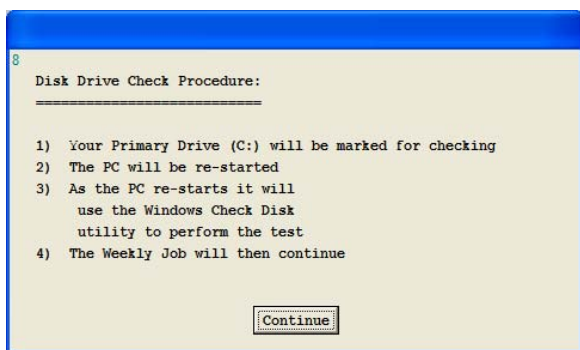 8
Disk Drive Check Procedure:
===========================
1) Your Primary Drive (C:) will be marked for checking
2) The PC will be re-started
3) As the PC re-starts it will
use the Windows Check Disk
utility to perform the test
4) The Weekly Job will then continue
Continue